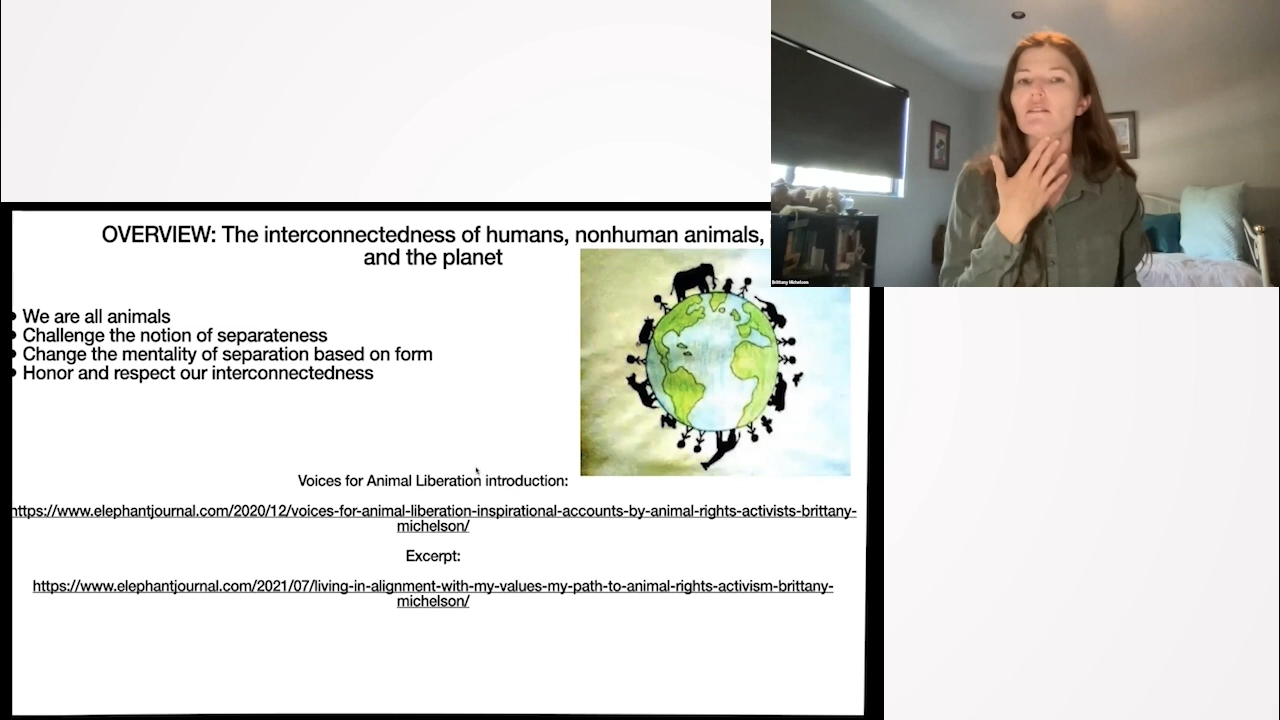 OVERVIEW: The interconnectedness of humans, nonhuman animals,
and the planet
We are all animals
Challenge the notion of separateness
Change the mentality of separation based on form
Honor and respect our interconnectedness
Voices for Animal Liberation introduction:
https://www.elephantjournal.com/2020/12/voices-for-animal-liberation-inspirational-accounts-by-animal-rights-activists-brittany-
michelson/
Excerpt:
https://www.elephantjournal.com/2021/07/living-in-alignment-with-my-values-my-path-to-animal-rights-activism-brittany-
michelson/
Brittany Michelson